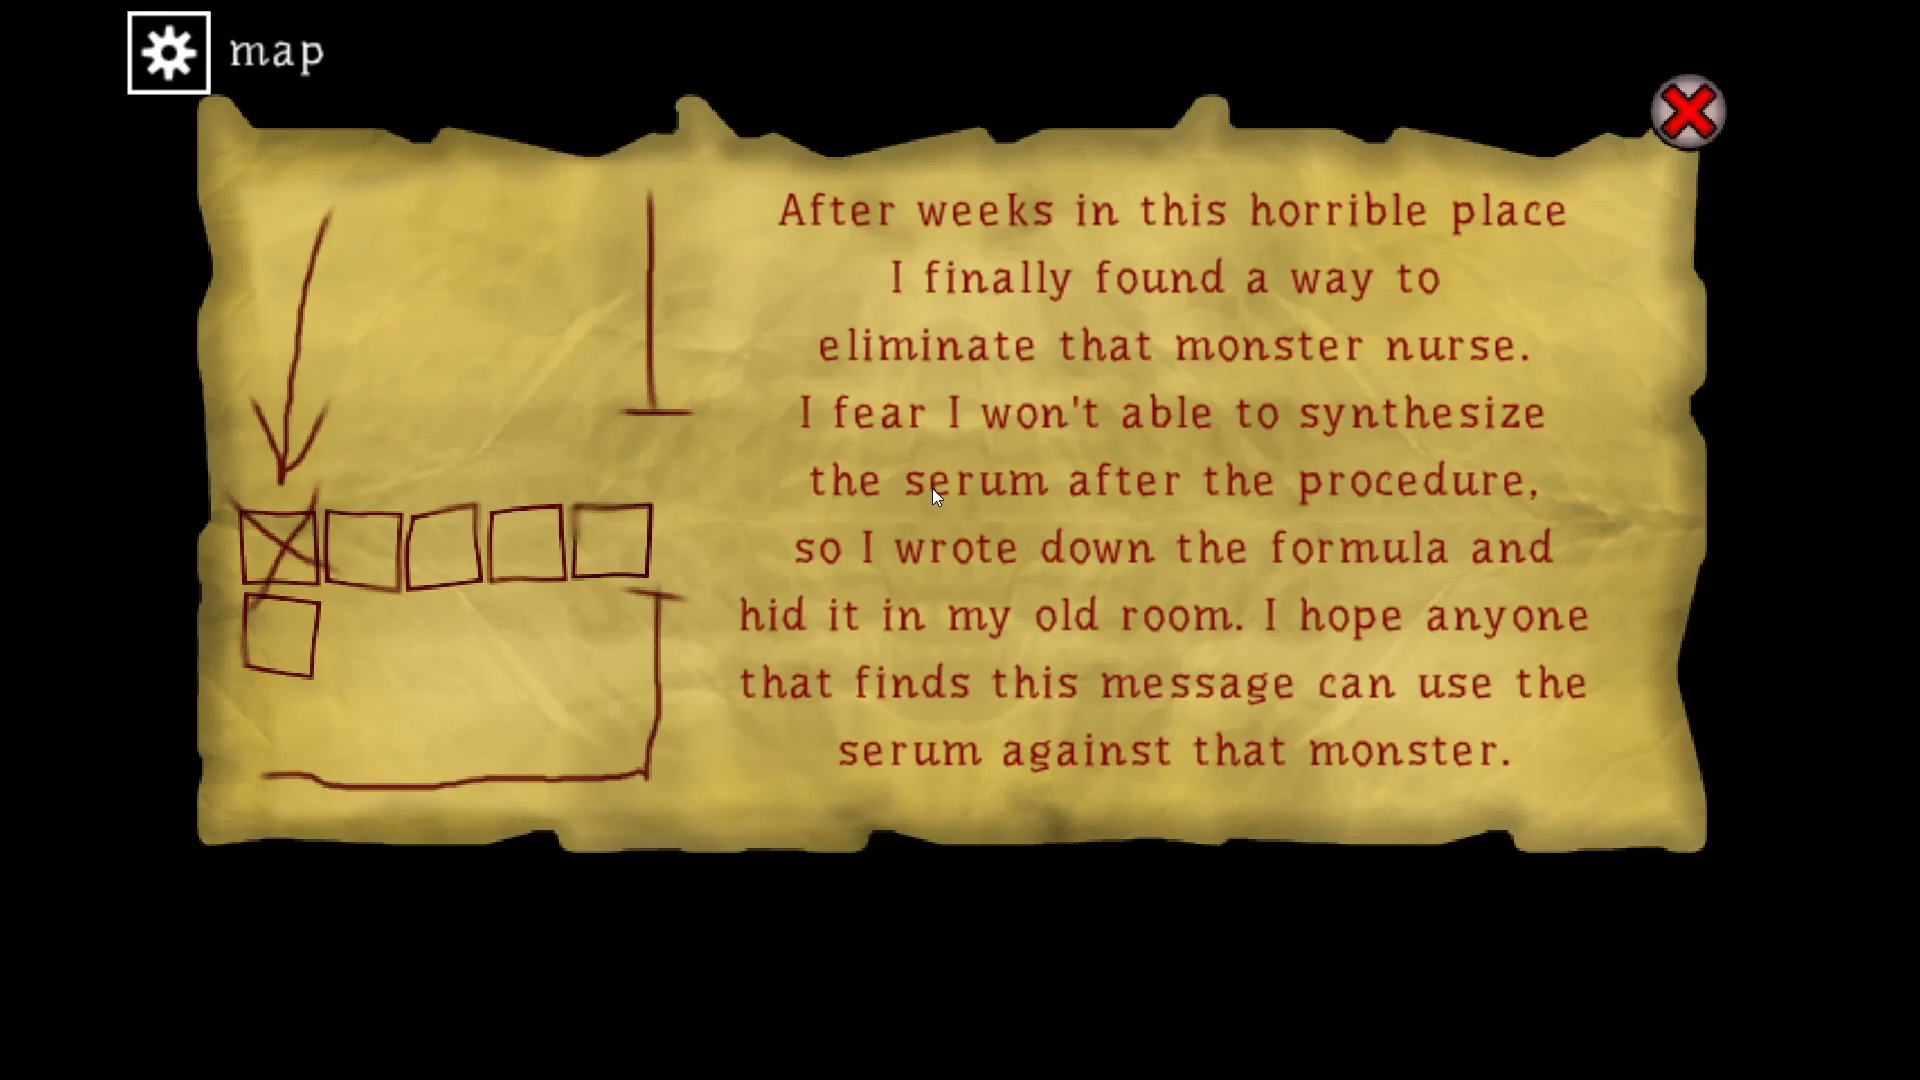 map
After weeks in this horrible place
I finally found a way to
eliminate that monster nurse.
I fear I won't able to synthesize
the serum after the procedure,
so I wrote down the formula and
hid it in my old room. I hope anyone
that finds this message can use the
serum against that monster.